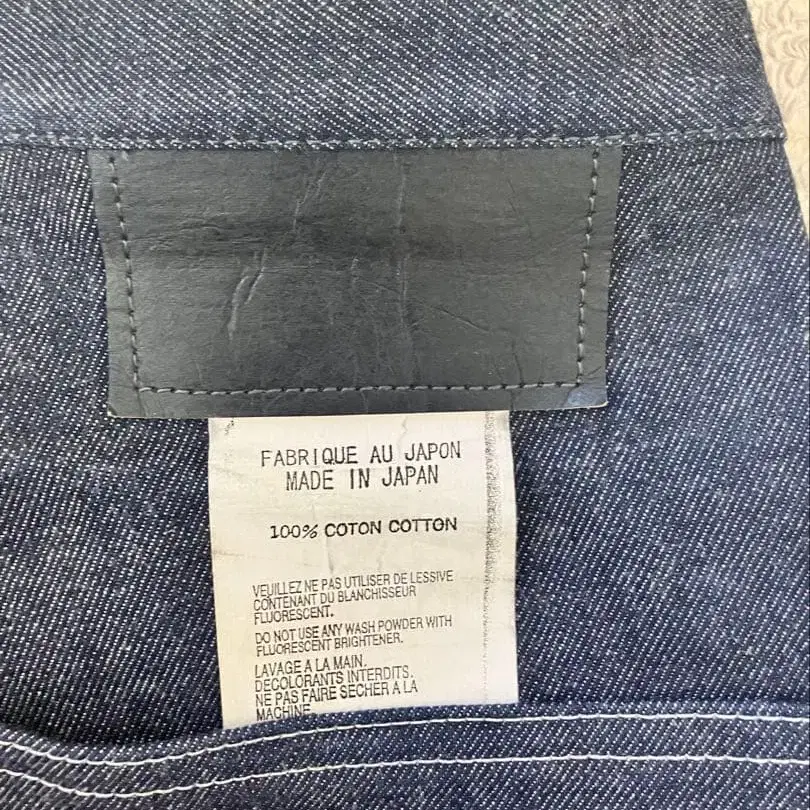 FABRIQUE AU JAPON
MADE IN JAPAN
100% COTON COTTON
VEUILLEZ NE PAS UTILISER DE LESSIVE
CONTENANT DU BLANCHISSEUR
FLUORESCENT.
DO NOT USE ANY WASH POWDER WITH
FLUORESCENT BRIGHTENER.
LAVAGE A LA MAIN.
DECOLORANTS INTERDITS.
NE PAS FAIRE SECHER A LA
MACHINE.